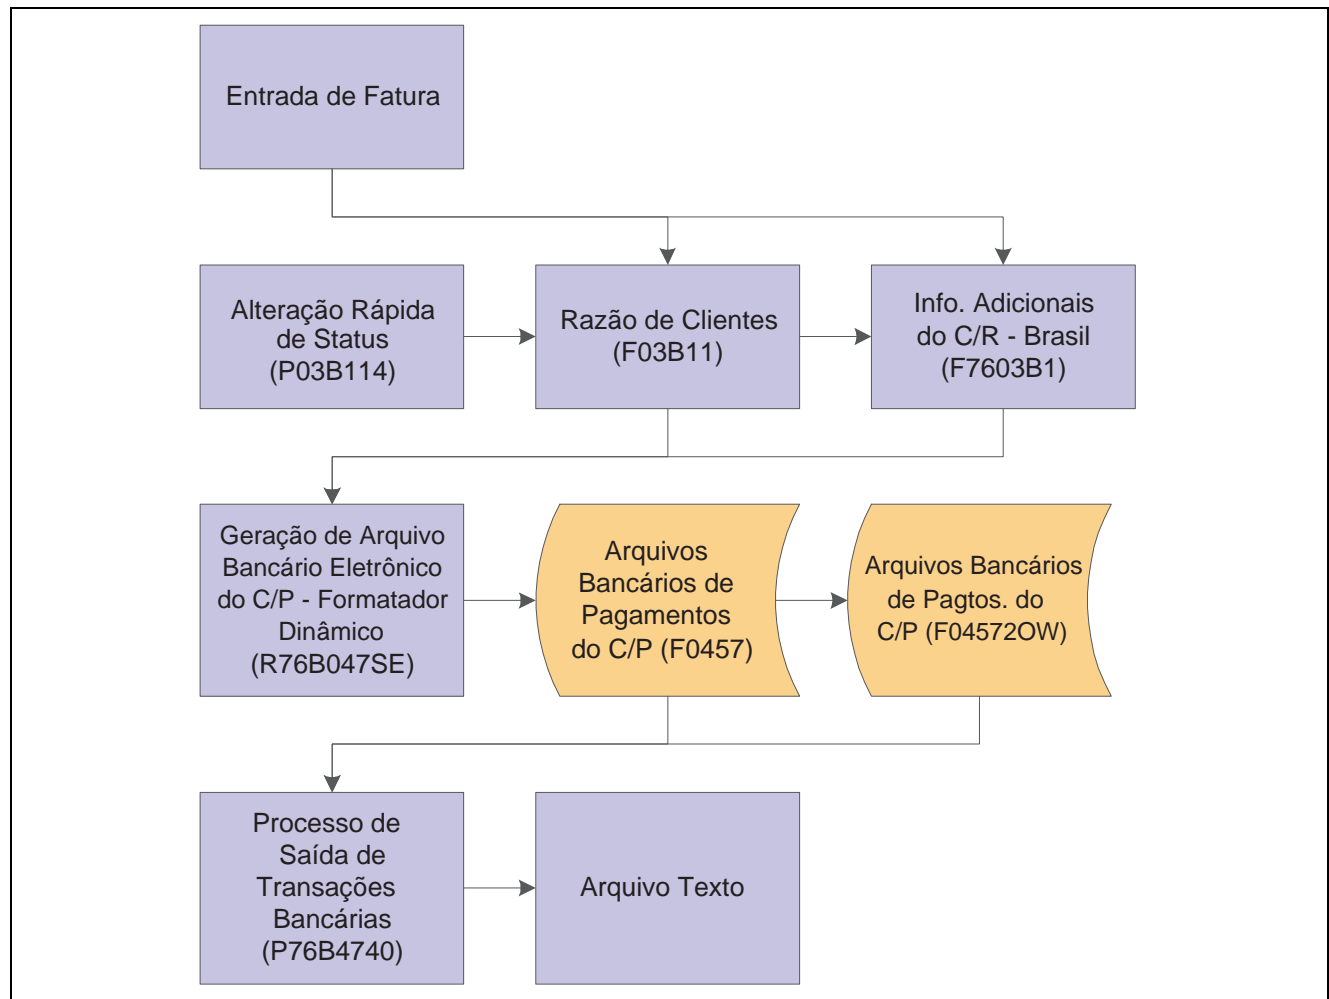 Entrada de Fatura
Alteração Rápida
de Status
(P03B114)
Razão de Clientes
(F03B11)
Info. Adicionais
do C/R - Brasil
(F7603B1)
Geração de Arquivo
Bancário Eletrônico
do C/P - Formatador
Dinâmico
(R76B047SE)
Arquivos
Bancários de
Pagamentos
do C/P (F0457)
Arquivos Bancários
de Pagtos. do
C/P (F04572OW)
Processo de
Saída de
Transações
Bancárias
(P76B4740)
Arquivo Texto